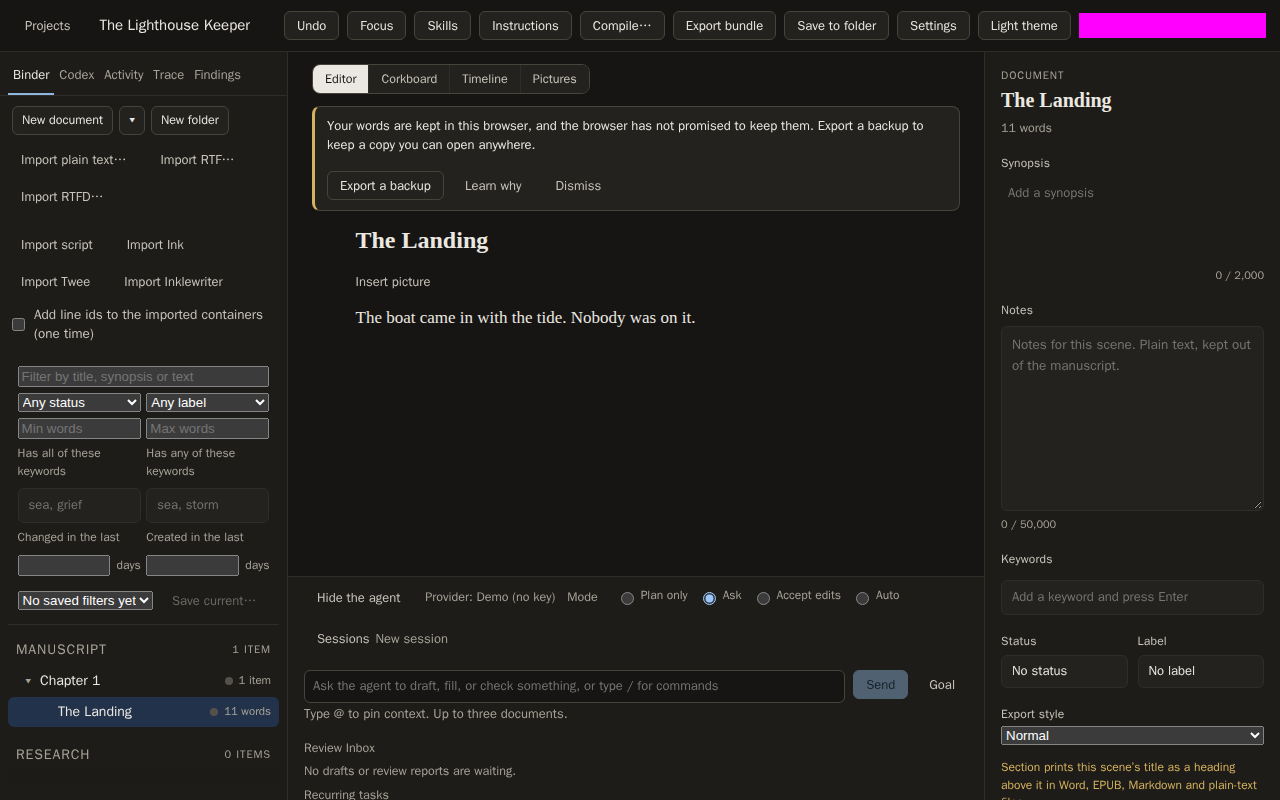 Projects
The Lighthouse Keeper
Undo
Focus
Skills
Instructions
Compile···
Export bundle
Save to folder
Settings
Light theme
Binder
Codex
Activity
Trace
Findings
New document
New folder
Import plain text···
Import RTF···
Import RTFD···
Import script
Import Ink
Import Twee
Import Inklewriter
Add line ids to the imported containers
(one time)
Filter by title, synopsis or text
Any status
Any label
Min words
Max words
Has all of these
keywords
Has any of these
keywords
sea, grief
sea, storm
Changed in the last
Created in the last
days
days
No saved filters yet
Save current···
MANUSCRIPT
1 ITEM
Chapter 1
1 item
The Landing
11 words
RESEARCH
0 ITEMS
Editor
Corkboard
Timeline
Pictures
Your words are kept in this browser, and the browser has not promised to keep them. Export a backup to
keep a copy you can open anywhere.
Export a backup
Learn why
Dismiss
The Landing
Insert picture
The boat came in with the tide. Nobody was on it.
Hide the agent
Provider: Demo (no key)
Mode
Plan only
Ask
Accept edits
Auto
Sessions
New session
Ask the agent to draft, fill, or check something, or type / for commands
Send
Goal
Type @ to pin context. Up to three documents.
Review Inbox
No drafts or review reports are waiting.
Recurring tasks
DOCUMENT
The Landing
11 words
Synopsis
Add a synopsis
0 / 2,000
Notes
Notes for this scene. Plain text, kept out
of the manuscript.
0 / 50,000
Keywords
Add a keyword and press Enter
Status
Label
No status
No label
Export style
Normal
Section prints this scene's title as a heading
above it in Word, EPUB, Markdown and plain-text